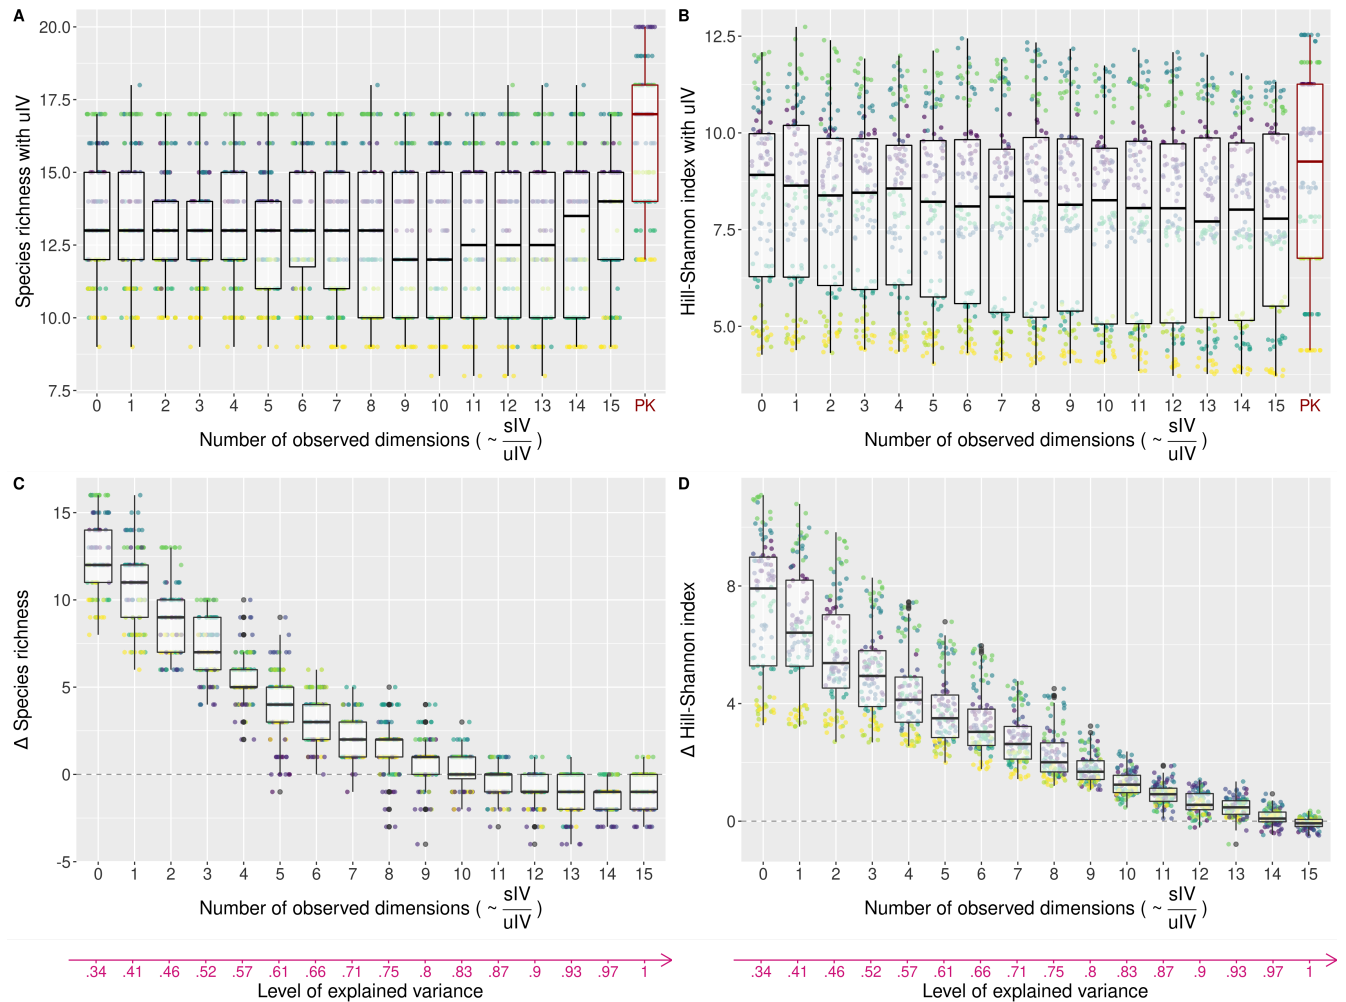 A
Species richness with uIV
20.0
17.5
15.0
12.5
10.0
7.5
0 1 2 3 4 5 6 7 8 9 10 11 12 13 14 15 PK
Number of observed dimensions ( ~ sIV / uIV )
B
Hill-Shannon index with uIV
12.5
10.0
7.5
5.0
0 1 2 3 4 5 6 7 8 9 10 11 12 13 14 15 PK
Number of observed dimensions ( ~ sIV / uIV )
C
Δ Species richness
15
10
5
0
-5
0 1 2 3 4 5 6 7 8 9 10 11 12 13 14 15
Number of observed dimensions ( ~ sIV / uIV )
D
Δ Hill-Shannon index
8
4
0
0 1 2 3 4 5 6 7 8 9 10 11 12 13 14 15
Number of observed dimensions ( ~ sIV / uIV )
.34 .41 .46 .52 .57 .61 .66 .71 .75 .8 .83 .87 .9 .93 .97 1
Level of explained variance
.34 .41 .46 .52 .57 .61 .66 .71 .75 .8 .83 .87 .9 .93 .97 1
Level of explained variance